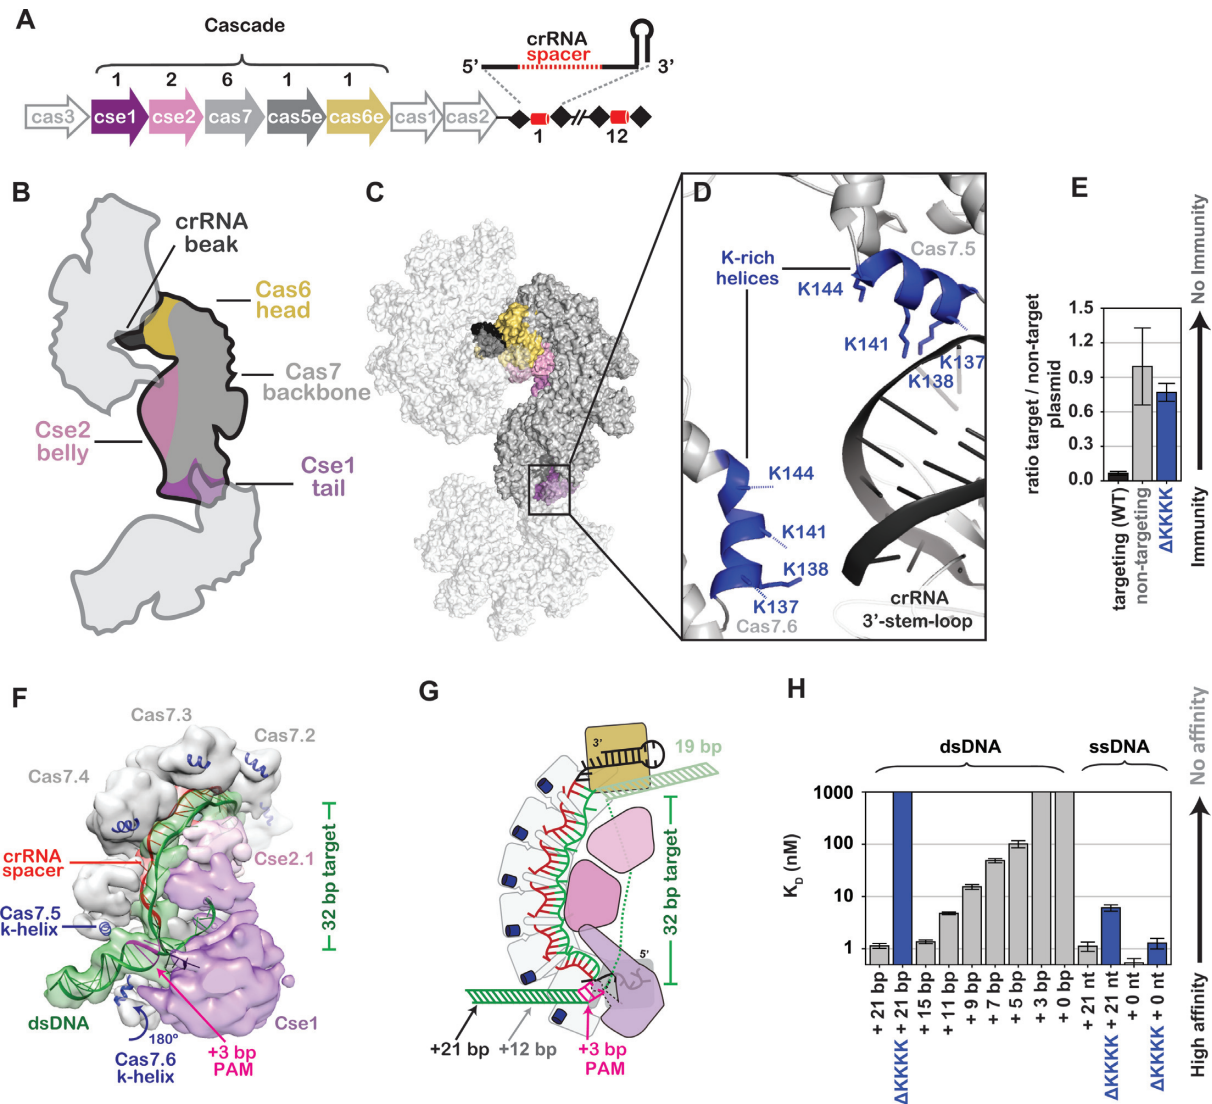 A
Cascade
1 2 6 1 1
cas3 cse1 cse2 cas7 cas5e cas6e cas1 cas2
crRNA
spacer
5' 3'
1 12
B
crRNA
beak
Cas6
head
Cas7
backbone
Cse2
belly
Cse1
tail
C
D
Cas7.5
K-rich
helices
K144
K141
K137
K138
K144
K141
K138
K137
Cas7.6
crRNA
3'-stem-loop
E
ratio target / non-target
plasmid
1.5
1.2
0.9
0.6
0.3
0.0
targeting (WT)
non-targeting
ΔKKKK
No Immunity
Immunity
F
Cas7.3
Cas7.2
Cas7.4
crRNA
spacer
Cse2.1
32 bp target
Cas7.5
k-helix
dsDNA
Cse1
180º
Cas7.6
k-helix
+3 bp
PAM
G
3'
19 bp
32 bp target
5'
+21 bp
+12 bp
+3 bp
PAM
H
dsDNA
ssDNA
K_D (nM)
1000
100
10
1
+ 21 bp
ΔKKKK + 21 bp
+ 15 bp
+ 11 bp
+ 9 bp
+ 7 bp
+ 5 bp
+ 3 bp
+ 0 bp
+ 21 nt
ΔKKKK + 21 nt
+ 0 nt
ΔKKKK + 0 nt
No affinity
High affinity